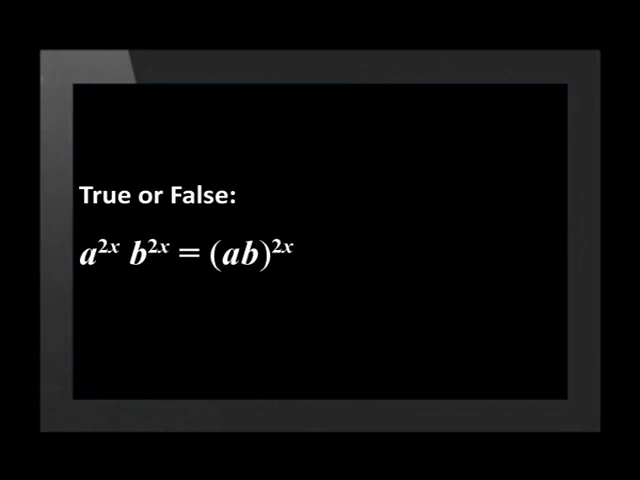 True or False:
a²ˣ b²ˣ = (ab)²ˣ